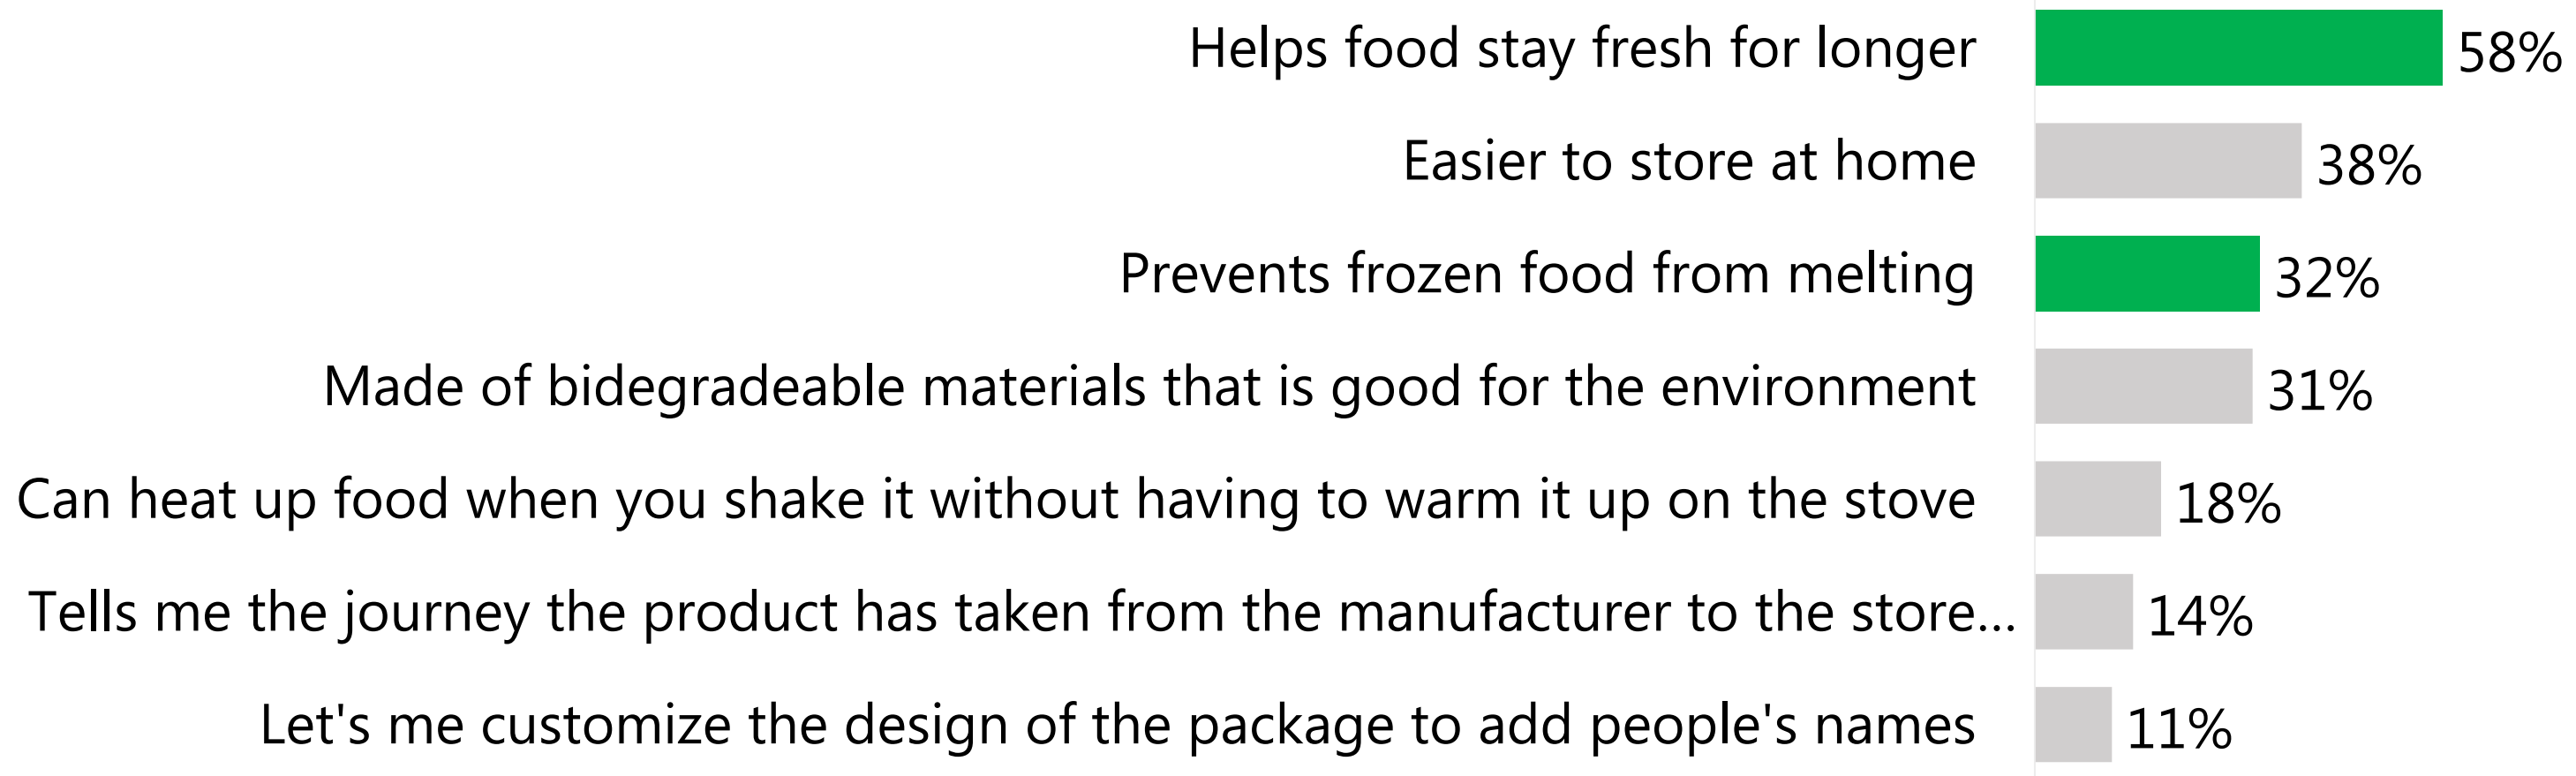 Helps food stay fresh for longer 58%
Easier to store at home 38%
Prevents frozen food from melting 32%
Made of bidegradeable materials that is good for the environment 31%
Can heat up food when you shake it without having to warm it up on the stove 18%
Tells me the journey the product has taken from the manufacturer to the store... 14%
Let's me customize the design of the package to add people's names 11%